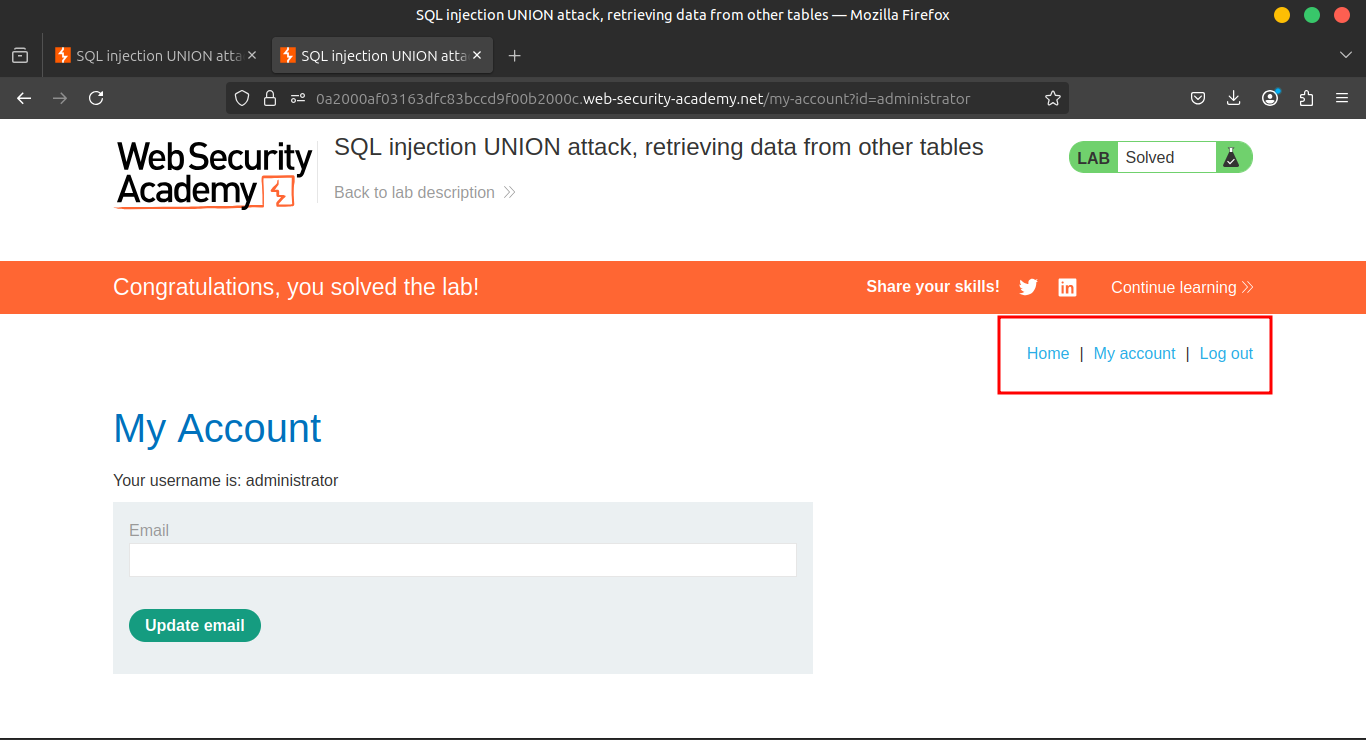 SQL injection UNION attack, retrieving data from other tables — Mozilla Firefox
SQL injection UNION atta
SQL injection UNION atta
0a2000af03163dfc83bccd9f00b2000c.web-security-academy.net/my-account?id=administrator
WebSecurity
Academy
SQL injection UNION attack, retrieving data from other tables
Back to lab description
LAB Solved
Congratulations, you solved the lab!
Share your skills!
Continue learning
Home | My account | Log out
My Account
Your username is: administrator
Email
Update email